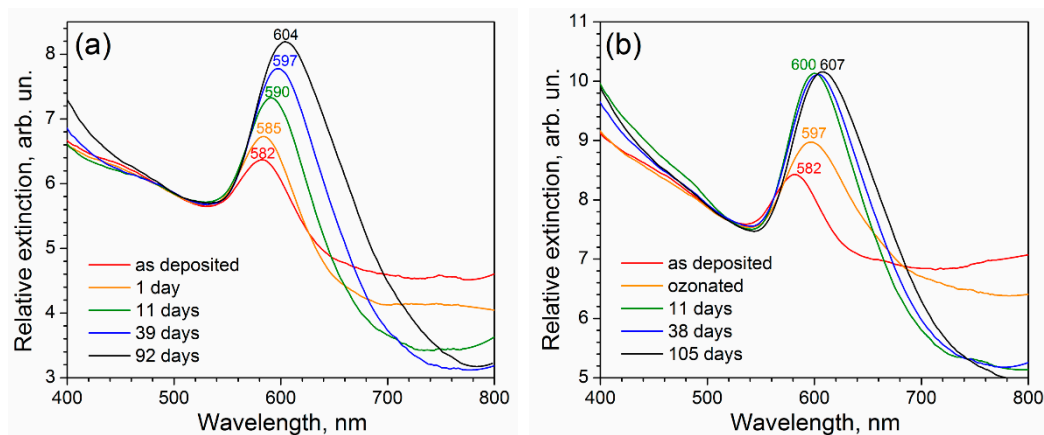 (a)
Relative extinction, arb. un.
8
7
6
5
4
3
604
597
590
585
582
as deposited
1 day
11 days
39 days
92 days
400 500 600 700 800
Wavelength, nm
(b)
Relative extinction, arb. un.
11
10
9
8
7
6
5
600 607
597
582
as deposited
ozonated
11 days
38 days
105 days
400 500 600 700 800
Wavelength, nm